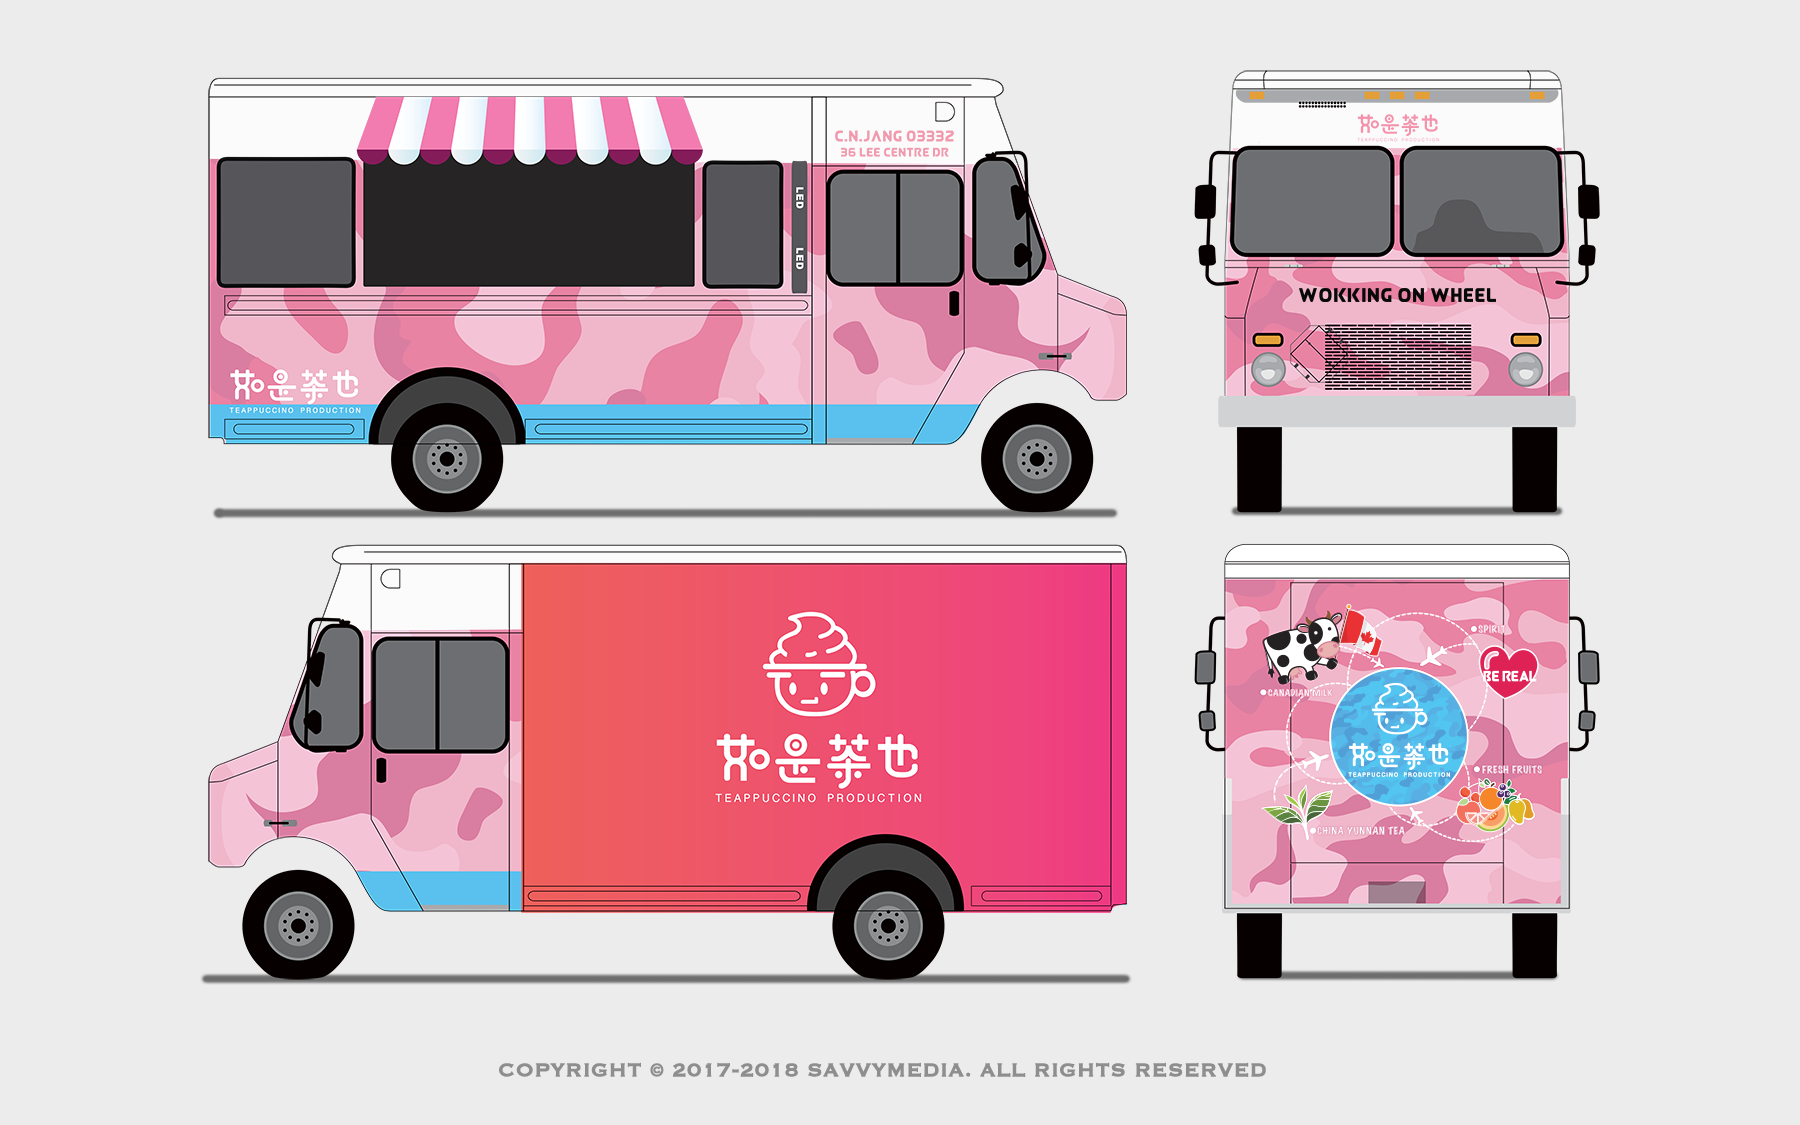 C.N.JANG 03332
36 LEE CENTRE DR
LED
LED
如是茶也
TEAPPUCCINO PRODUCTION
如是茶也
TEAPPUCCINO PRODUCTION
WOKKING ON WHEEL
如是茶也
TEAPPUCCINO PRODUCTION
SPIRIT
BE REAL
CANADIAN MILK
如是茶也
TEAPPUCCINO PRODUCTION
FRESH FRUITS
CHINA YUNNAN TEA
COPYRIGHT © 2017-2018 SAVVYMEDIA. ALL RIGHTS RESERVED